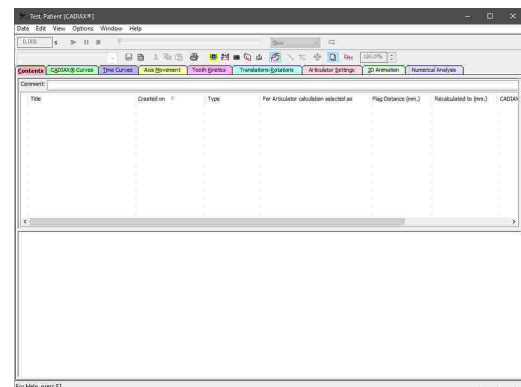 Test, Patient [CADIAX®]
Data Edit View Options Window Help
0.000 s Slow
100.0%
Contents CADIAX® Curves Time Curves Axis Movement Tooth Kinetics Translations-Rotations Articulator Settings 3D Animation Numerical Analysis
Comment:
Title Created on Type For Articulator calculation selected as Flag Distance (mm.) Recalculated to (mm.) CADIAX
For Help, press F1